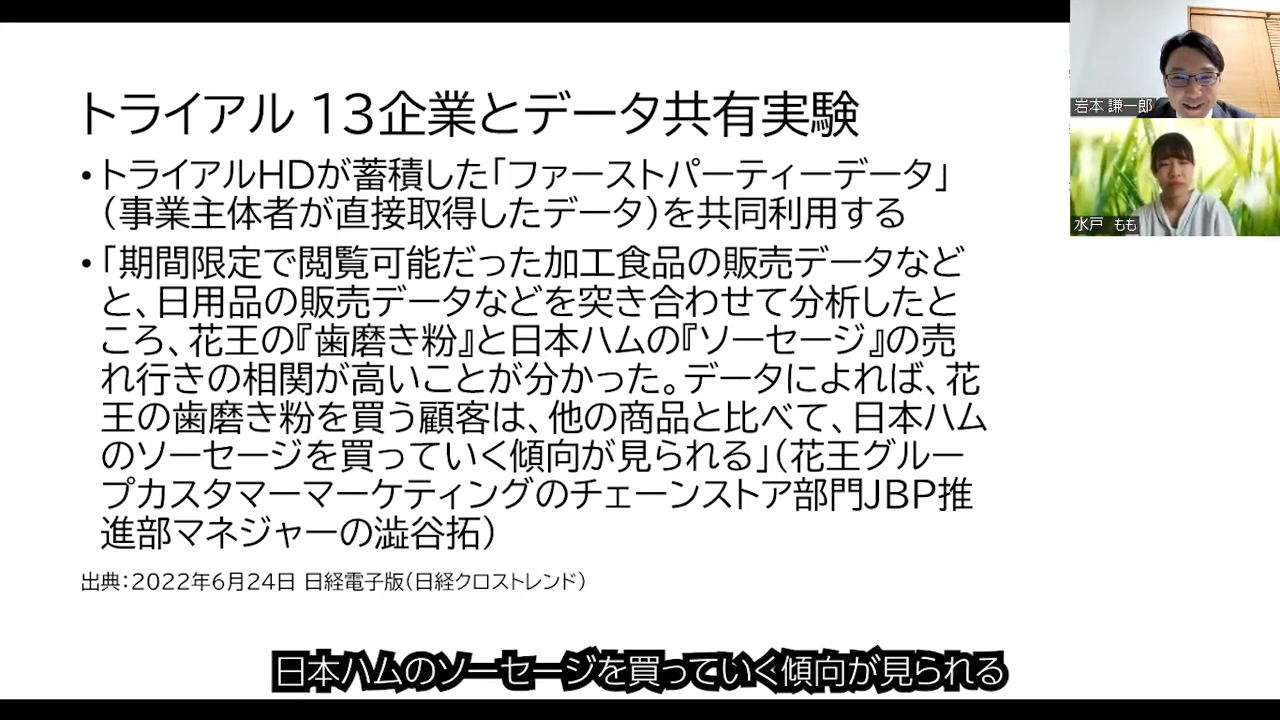 トライアル 13企業とデータ共有実験
•トライアルHDが蓄積した「ファーストパーティーデータ」
（事業主体者が直接取得したデータ）を共同利用する
•「期間限定で閲覧可能だった加工食品の販売データなど
と、日用品の販売データなどを突き合わせて分析したと
ころ、花王の『歯磨き粉』と日本ハムの『ソーセージ』の売
れ行きの相関が高いことが分かった。データによれば、花
王の歯磨き粉を買う顧客は、他の商品と比べて、日本ハム
のソーセージを買っていく傾向が見られる」（花王グルー
プカスタマーマーケティングのチェーンストア部門JBP推
進部マネジャーの澁谷拓）
出典：2022年6月24日 日経電子版（日経クロストレンド）
日本ハムのソーセージを買っていく傾向が見られる
岩本 謙一郎
水戸 もも